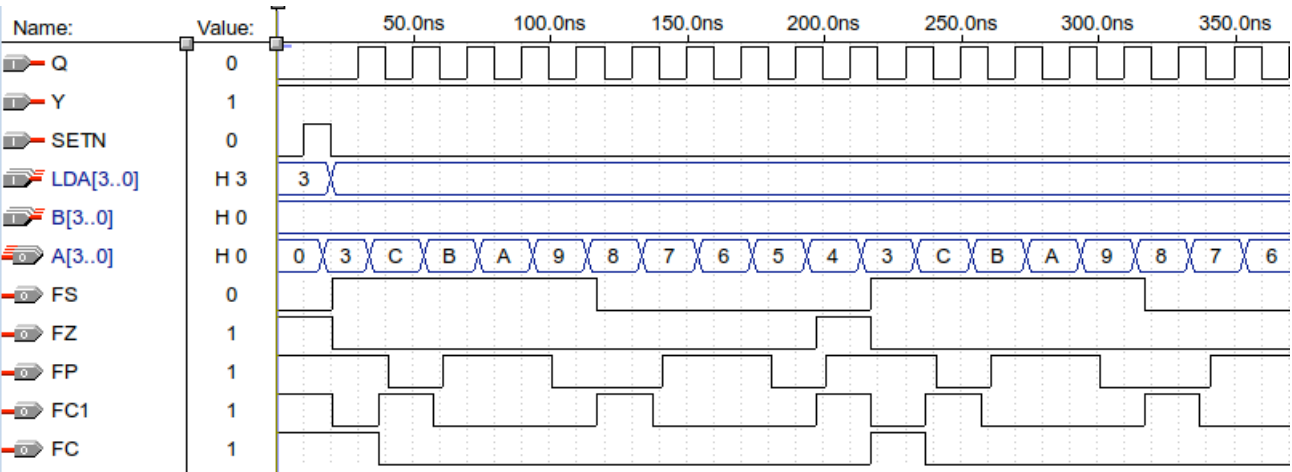 Name: Value: 50.0ns 100.0ns 150.0ns 200.0ns 250.0ns 300.0ns 350.0ns
Q 0
Y 1
SETN 0
LDA[3..0] H 3 3
B[3..0] H 0
A[3..0] H 0 0 3 C B A 9 8 7 6 5 4 3 C B A 9 8 7 6
FS 0
FZ 1
FP 1
FC1 1
FC 1